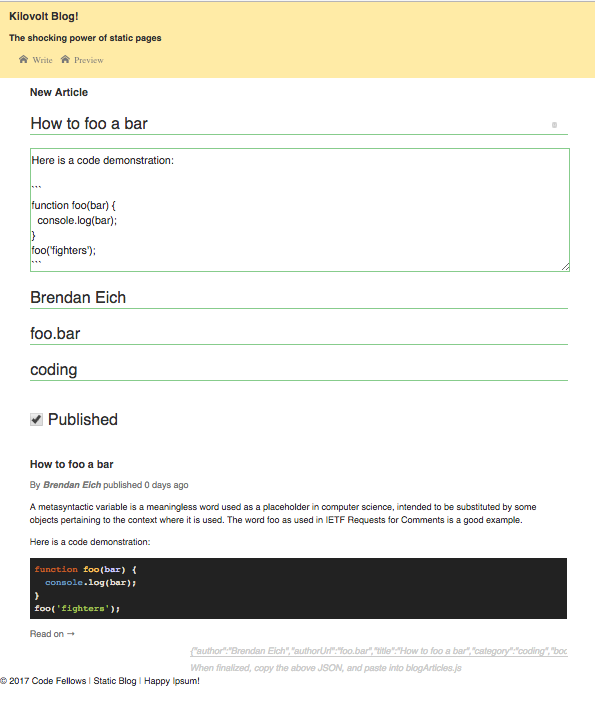 Kilovolt Blog!
The shocking power of static pages
Write Preview
New Article
How to foo a bar
Here is a code demonstration:
```
function foo(bar) {
  console.log(bar);
}
foo('fighters');
```
Brendan Eich
foo.bar
coding
Published
How to foo a bar
By Brendan Eich published 0 days ago
A metasyntactic variable is a meaningless word used as a placeholder in computer science, intended to be substituted by some
objects pertaining to the context where it is used. The word foo as used in IETF Requests for Comments is a good example.
Here is a code demonstration:
function foo(bar) {
  console.log(bar);
}
foo('fighters');
Read on →
{"author":"Brendan Eich","authorUrl":"foo.bar","title":"How to foo a bar","category":"coding","boc
When finalized, copy the above JSON, and paste into blogArticles.js
© 2017 Code Fellows | Static Blog | Happy Ipsum!